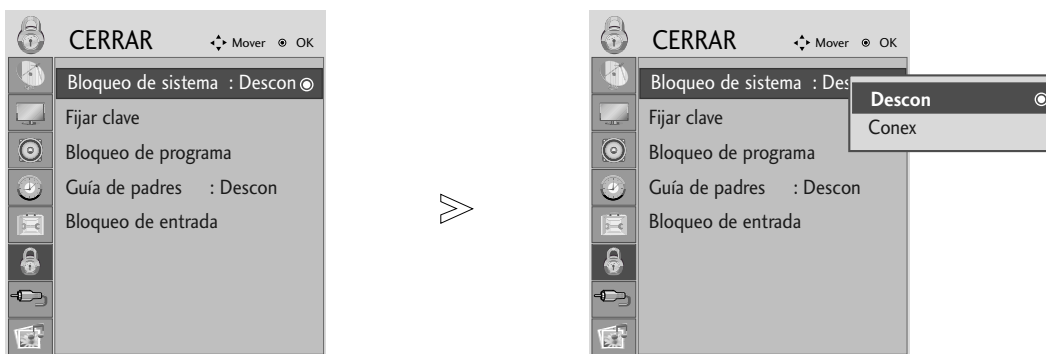 CERRAR Mover OK
Bloqueo de sistema : Descon
Fijar clave
Bloqueo de programa
Guía de padres : Descon
Bloqueo de entrada
CERRAR Mover OK
Bloqueo de sistema : Des
Fijar clave
Bloqueo de programa
Guía de padres : Descon
Bloqueo de entrada
Descon
Conex